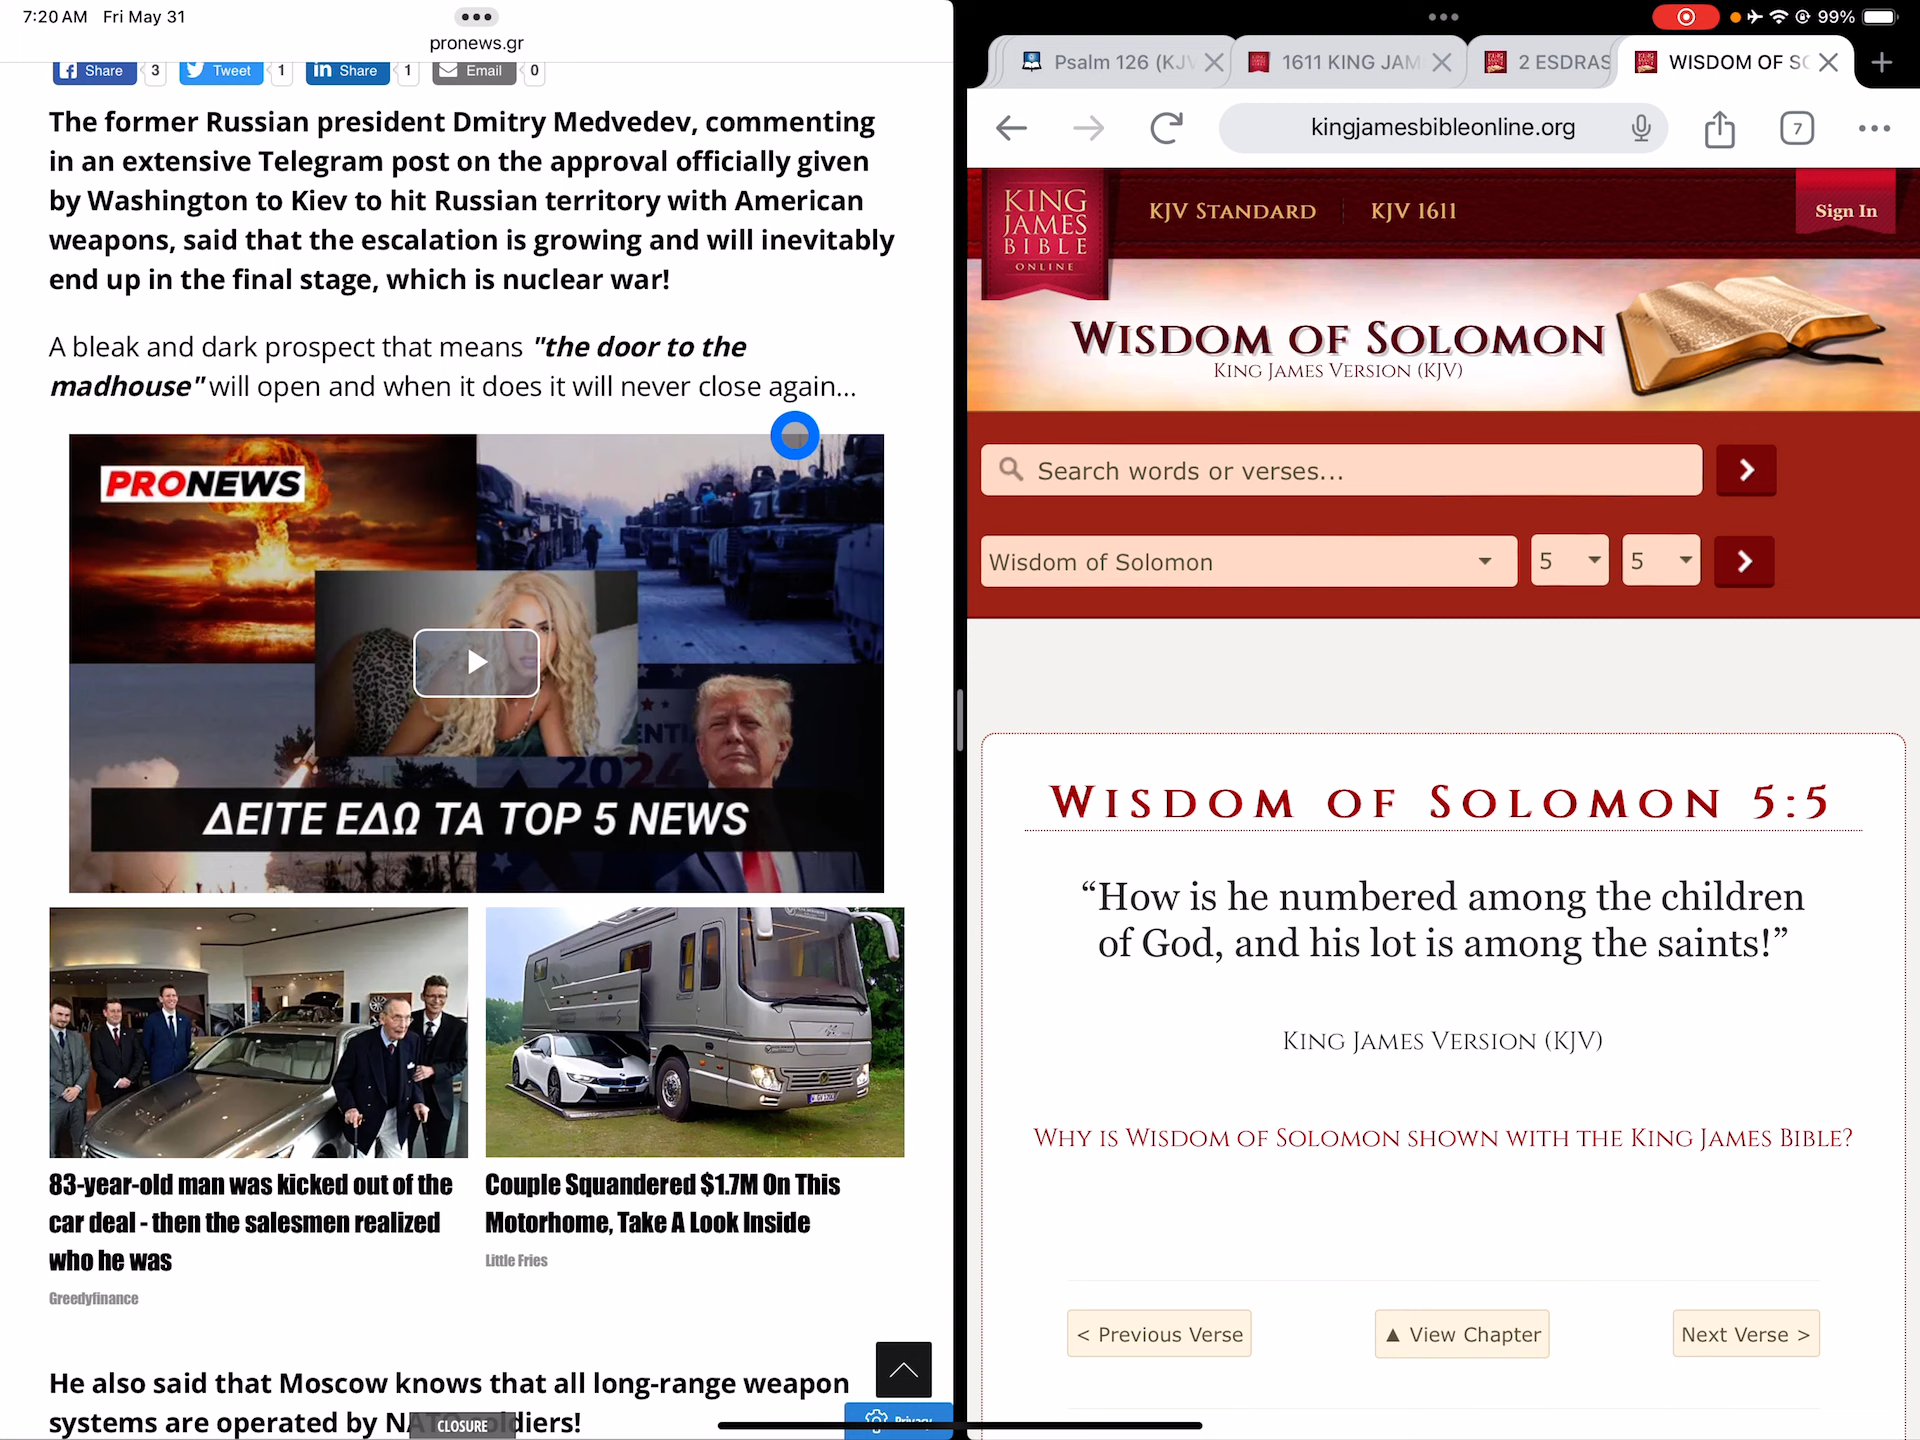 7:20 AM Fri May 31
pronews.gr
Share 3 Tweet 1 Share 1 Email 0
The former Russian president Dmitry Medvedev, commenting
in an extensive Telegram post on the approval officially given
by Washington to Kiev to hit Russian territory with American
weapons, said that the escalation is growing and will inevitably
end up in the final stage, which is nuclear war!
A bleak and dark prospect that means "the door to the
madhouse" will open and when it does it will never close again...
PRONEWS
2024
ΔΕΙΤΕ ΕΔΩ ΤΑ TOP 5 NEWS
83-year-old man was kicked out of the
car deal - then the salesmen realized
who he was
Greedyfinance
Couple Squandered $1.7M On This
Motorhome, Take A Look Inside
Little Fries
He also said that Moscow knows that all long-range weapon
systems are operated by NATO soldiers!
CLOSURE
Privacy
99%
Psalm 126 (KJV
1611 KING JAM
2 ESDRAS
WISDOM OF SO
kingjamesbibleonline.org
7
KING
JAMES
BIBLE
ONLINE
KJV STANDARD
KJV 1611
Sign In
WISDOM OF SOLOMON
KING JAMES VERSION (KJV)
Search words or verses...
Wisdom of Solomon 5 5
WISDOM OF SOLOMON 5:5
“How is he numbered among the children
of God, and his lot is among the saints!”
KING JAMES VERSION (KJV)
WHY IS WISDOM OF SOLOMON SHOWN WITH THE KING JAMES BIBLE?
< Previous Verse
▲ View Chapter
Next Verse >